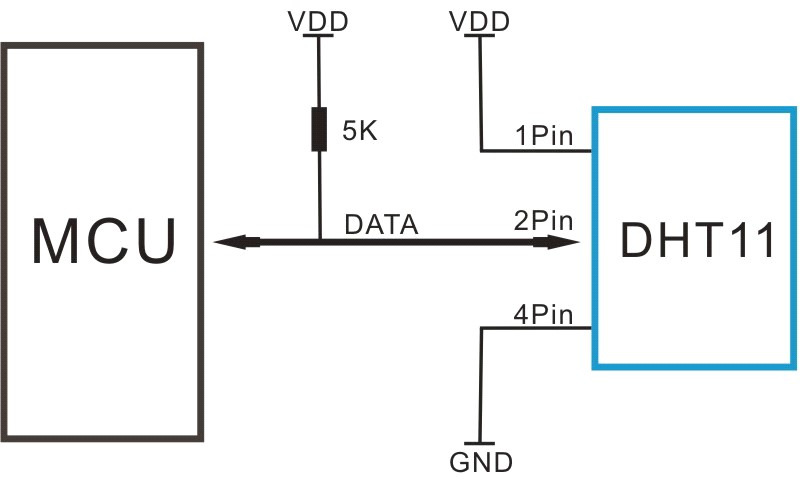 VDD
VDD
5K
1Pin
MCU
DATA
2Pin
DHT11
4Pin
GND